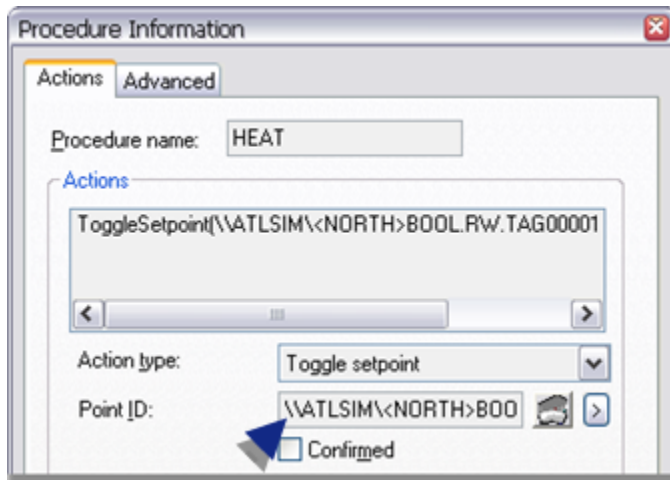 Procedure Information
Actions Advanced
Procedure name: HEAT
Actions
ToggleSetpoint(\\ATLSIM\<NORTH>BOOL.RW.TAG00001
Action type: Toggle setpoint
Point ID: \\ATLSIM\<NORTH>BOO
Confirmed